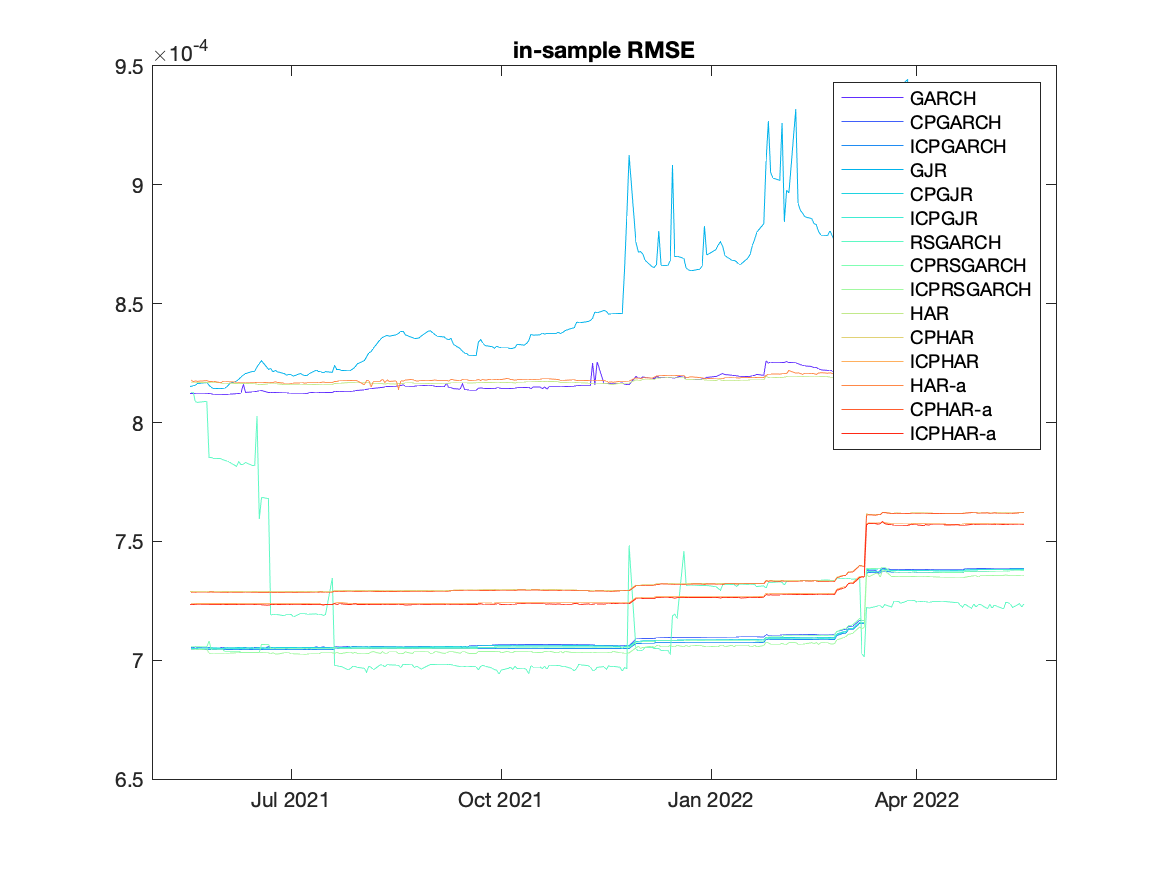 in-sample RMSE
×10-4
9.5
9
8.5
8
7.5
7
6.5
Jul 2021
Oct 2021
Jan 2022
Apr 2022
GARCH
CPGARCH
ICPGARCH
GJR
CPGJR
ICPGJR
RSGARCH
CPRSGARCH
ICPRSGARCH
HAR
CPHAR
ICPHAR
HAR-a
CPHAR-a
ICPHAR-a